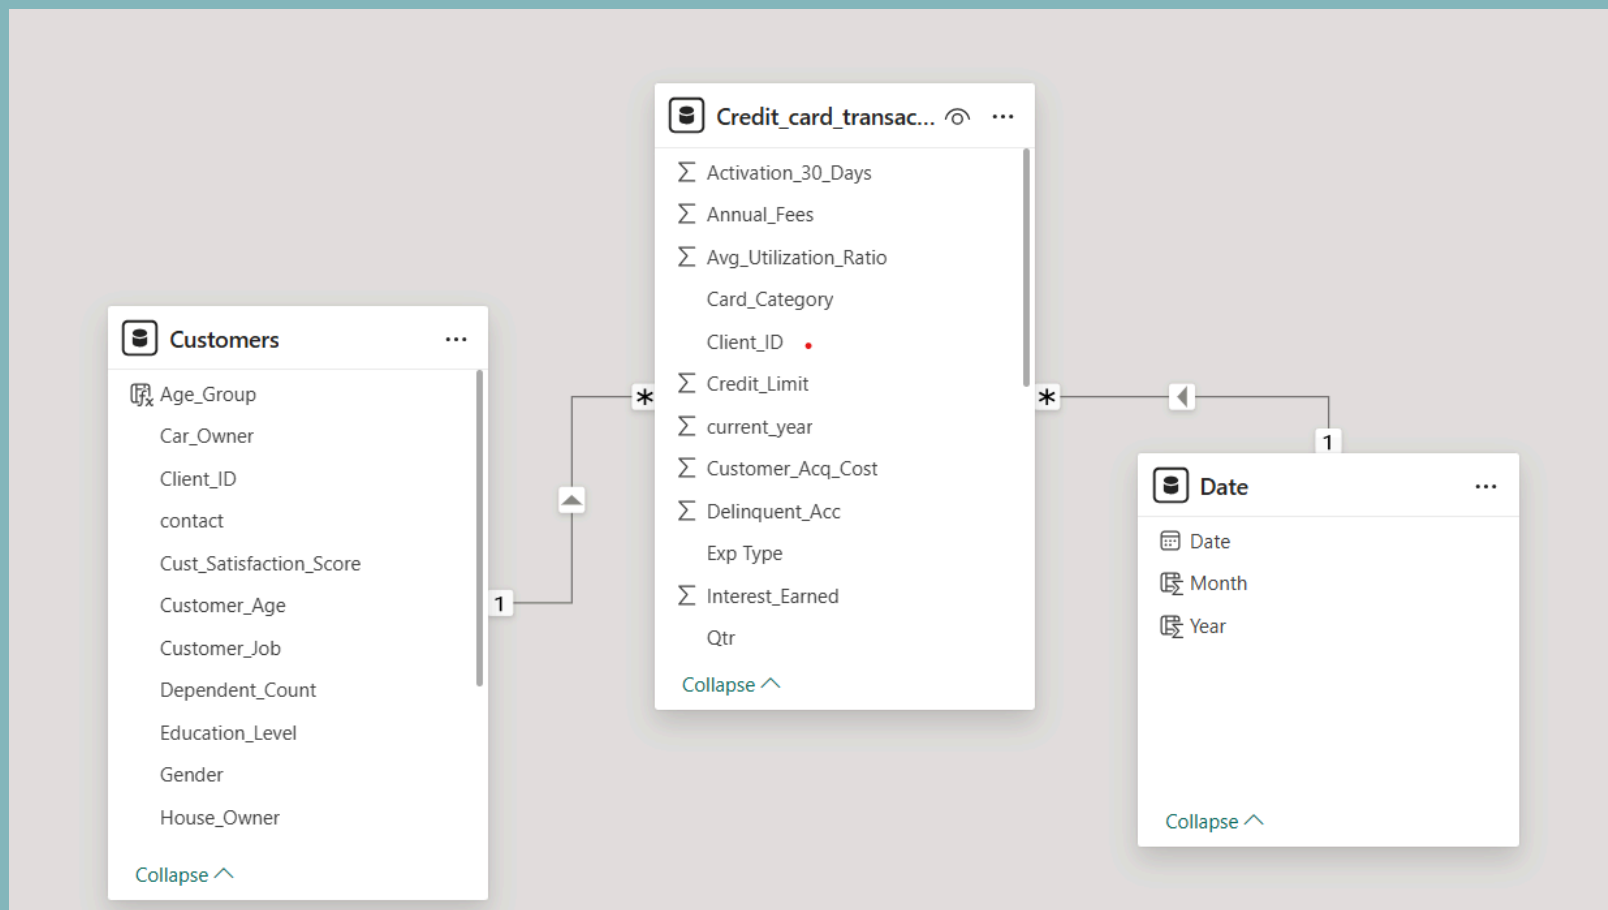 Credit_card_transac...
Activation_30_Days
Annual_Fees
Avg_Utilization_Ratio
Card_Category
Client_ID
Credit_Limit
current_year
Customer_Acq_Cost
Delinquent_Acc
Exp Type
Interest_Earned
Qtr
Collapse
Customers
Age_Group
Car_Owner
Client_ID
contact
Cust_Satisfaction_Score
Customer_Age
Customer_Job
Dependent_Count
Education_Level
Gender
House_Owner
Collapse
1
*
*
1
Date
Date
Month
Year
Collapse